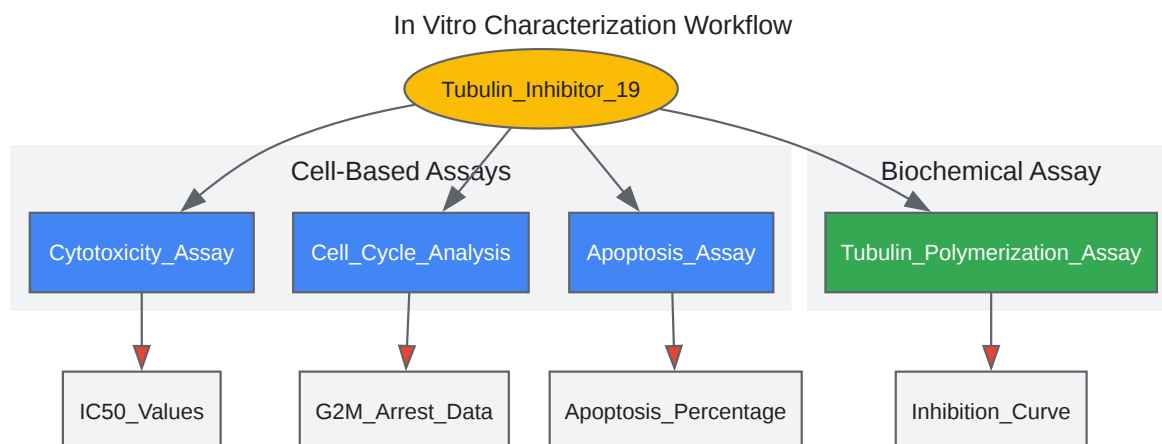 In Vitro Characterization Workflow
Tubulin_Inhibitor_19
Cell-Based Assays
Biochemical Assay
Cytotoxicity_Assay
Cell_Cycle_Analysis
Apoptosis_Assay
Tubulin_Polymerization_Assay
IC50_Values
G2M_Arrest_Data
Apoptosis_Percentage
Inhibition_Curve